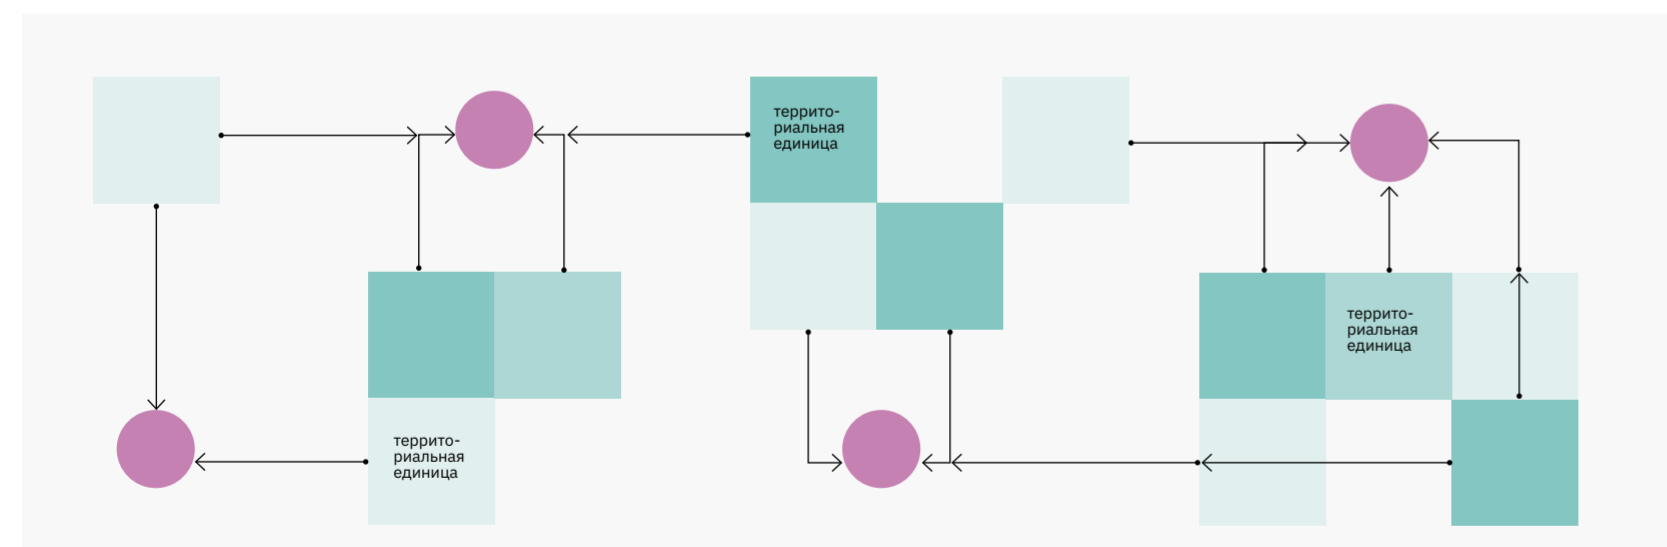 террито-
риальная
единица
террито-
риальная
единица
террито-
риальная
единица